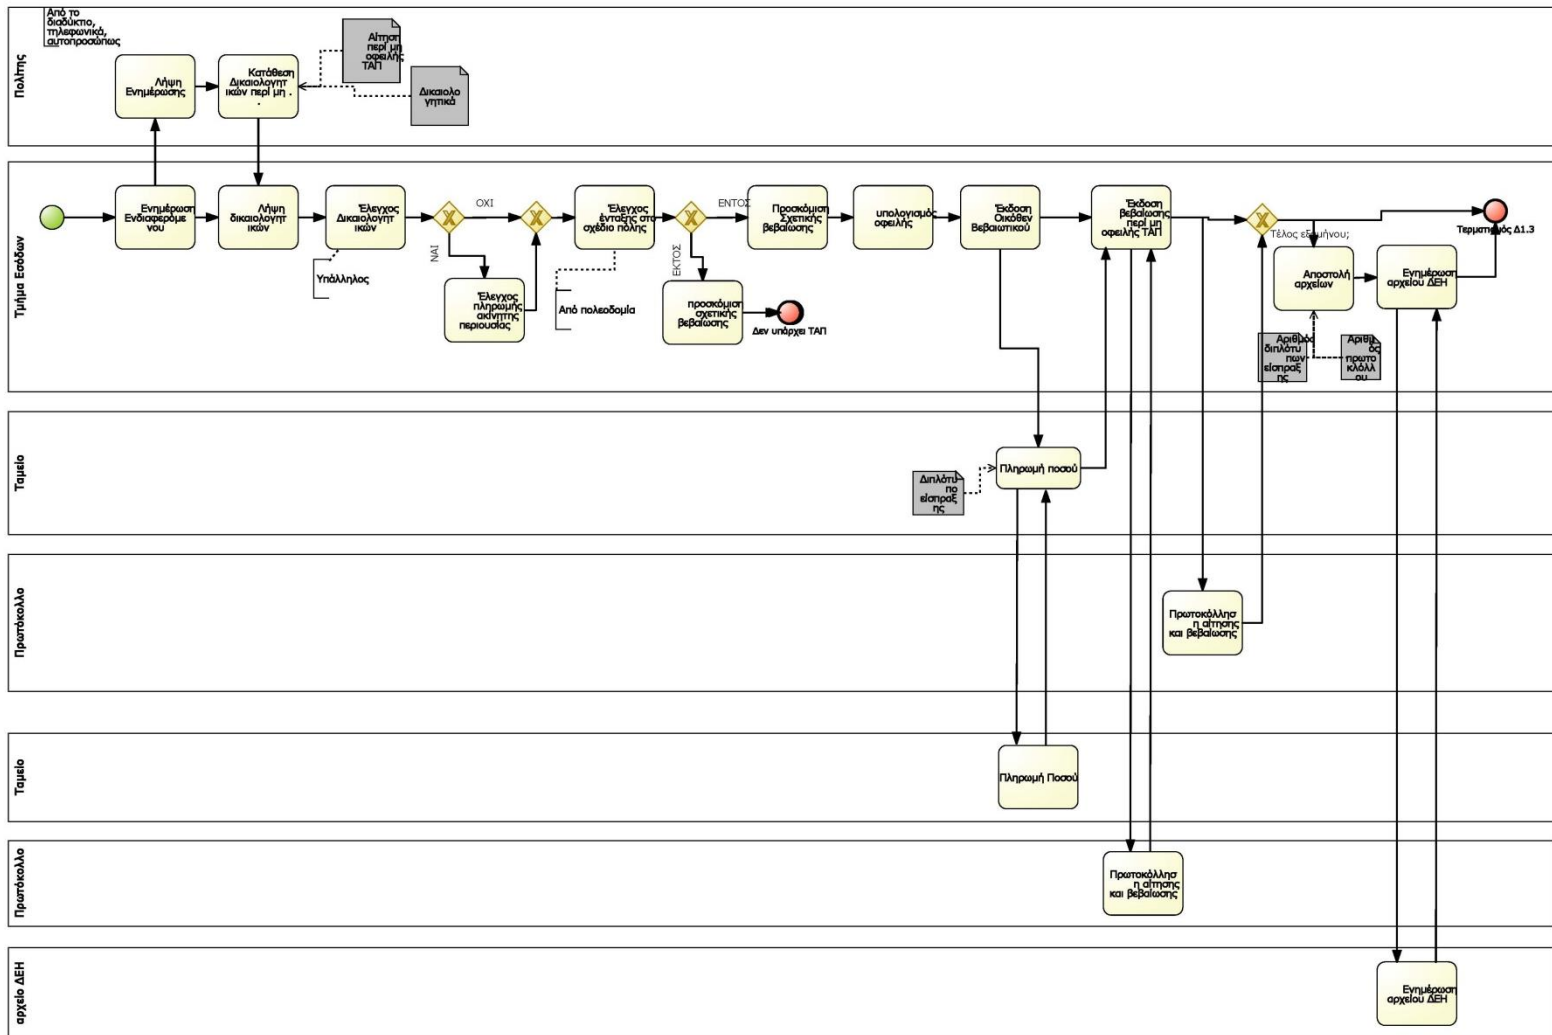 Από το
διαδύκτιο,
τηλεφωνικά,
αυτοπροσώπως
Πολίτης
Λήψη
Ενημέρωσης
Κατάθεση
Δικαιολογητ
ικών περί μη .
.
Αίτηση
περί μη
οφειλής
ΤΑΠ
Δικαιολο
γητικά
Τμήμα Εσόδων
Ενημέρωση
Ενδιαφερόμε
νου
Λήψη
δικαιολογητ
ικών
Έλεγχος
Δικαιολογητ
ικών
Υπάλληλος
ΟΧΙ
ΝΑΙ
Έλεγχος
πληρωμής
ακίνητης
περιουσίας
Έλεγχος
ένταξης στο
σχέδιο πόλης
Από πολεοδομία
ΕΝΤΟΣ
ΕΚΤΟΣ
προσκόμιση
σχετικής
βεβαίωσης
Δεν υπάρχει ΤΑΠ
Προσκόμιση
Σχετικής
βεβαίωσης
υπολογισμός
οφειλής
Έκδοση
Οικόθεν
Βεβαιωτικού
Έκδοση
βεβαίωσης
περί μη
οφειλής ΤΑΠ
Τέλος εξαμήνου;
Τερματισμός Δ1.3
Αποστολή
αρχείων
Ενημέρωση
αρχείου ΔΕΗ
Αριθμός
διπλότυ
πων
είσπραξ
ης
Αριθμ
ός
πρωτο
κλόλλ
ου
Ταμείο
Πληρωμή ποσού
Διπλότυ
πο
είσπραξ
ης
Πρωτόκολλο
Πρωτοκόλλησ
η αίτησης
και βεβαίωσης
Ταμείο
Πληρωμή Ποσού
Πρωτόκολλο
Πρωτοκόλλησ
η αίτησης
και βεβαίωσης
αρχείο ΔΕΗ
Ενημέρωση
αρχείου ΔΕΗ